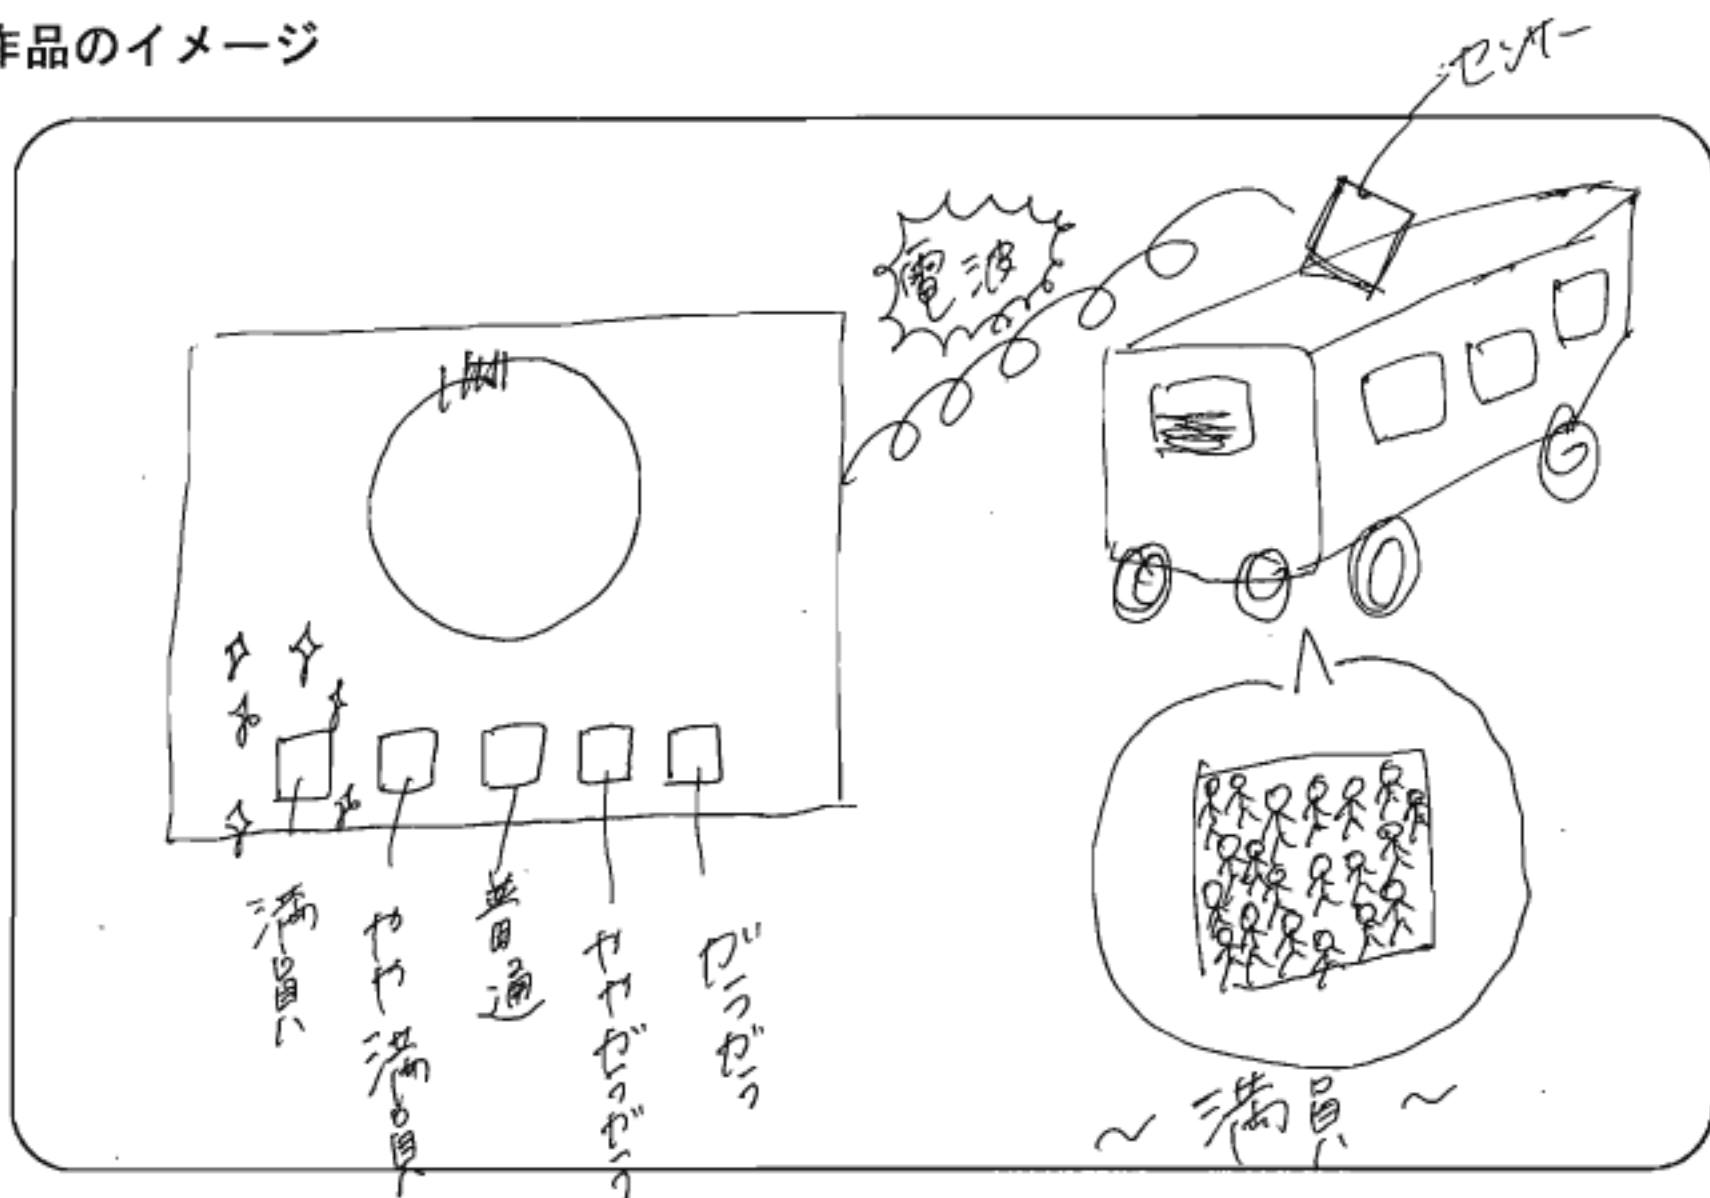 作品のイメージ
センサー
電波
満員
やや満員
普通
ややガラガラ
ガラガラ
~満員~